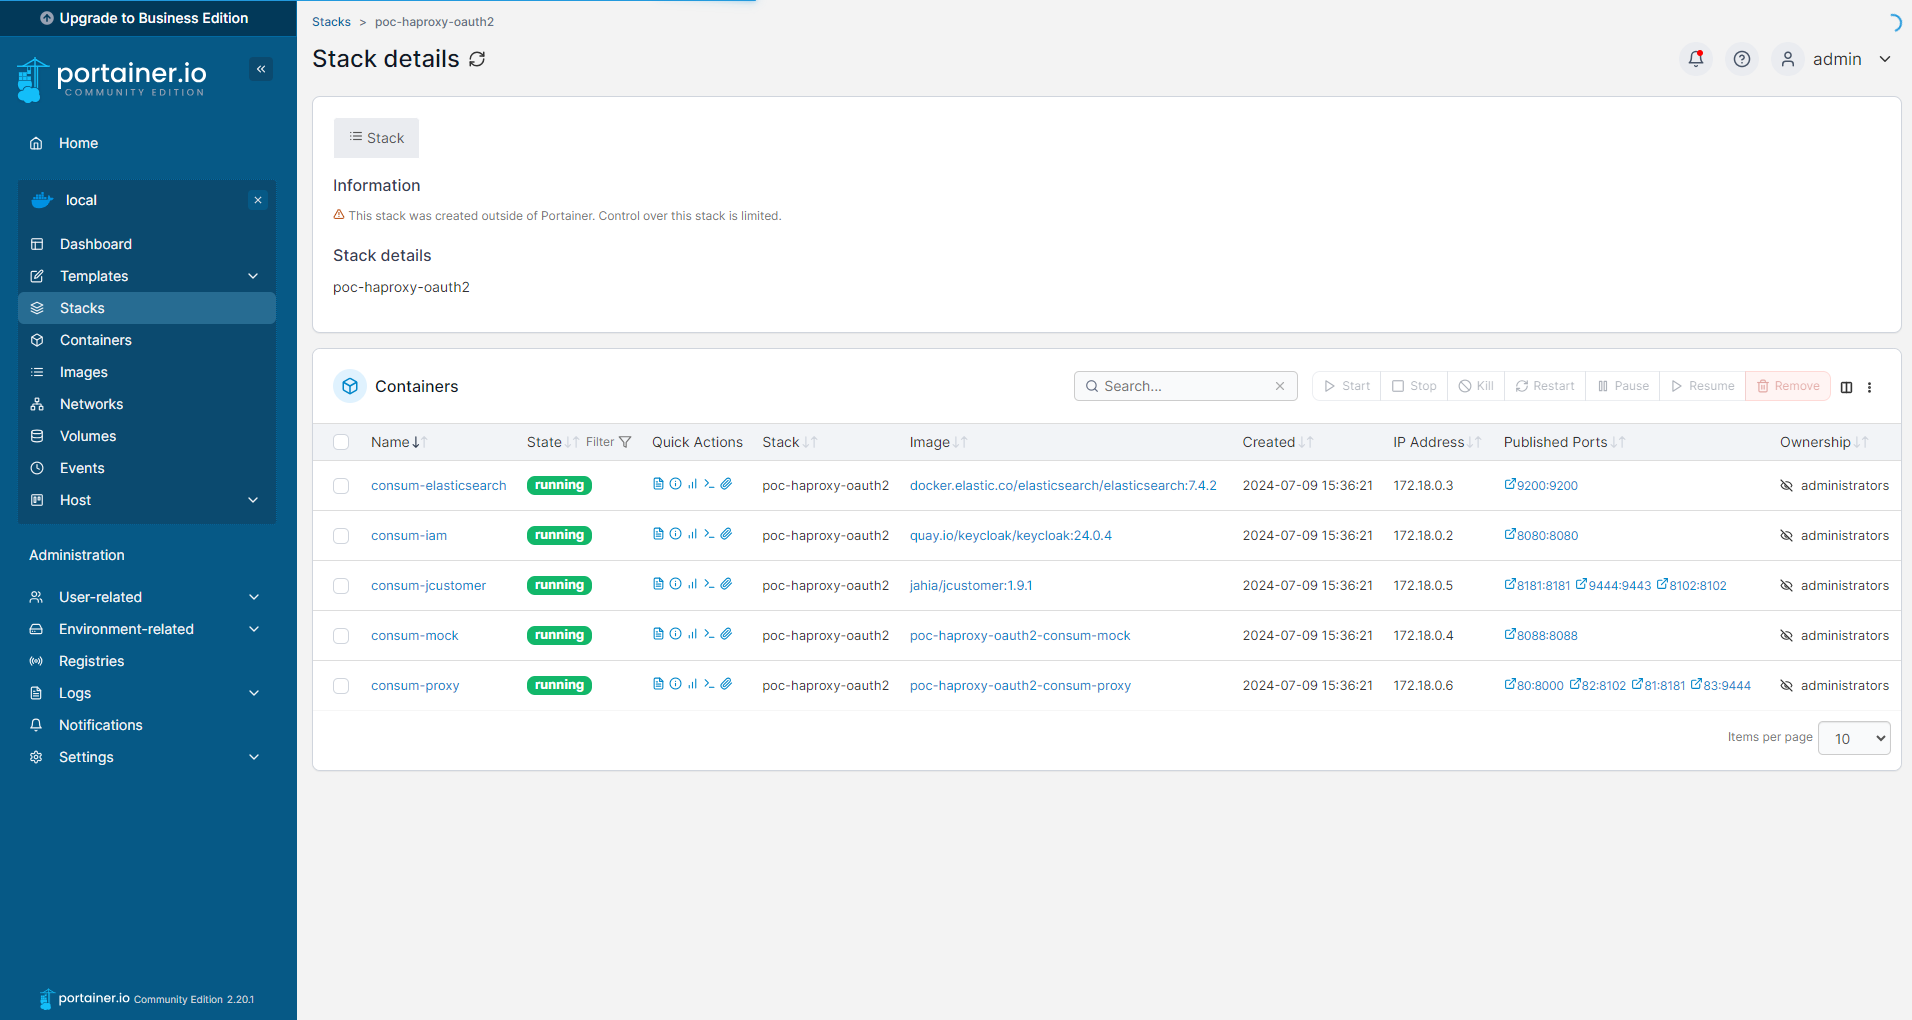 Upgrade to Business Edition
portainer.io
COMMUNITY EDITION
Home
local
Dashboard
Templates
Stacks
Containers
Images
Networks
Volumes
Events
Host
Administration
User-related
Environment-related
Registries
Logs
Notifications
Settings
portainer.io Community Edition 2.20.1
Stacks > poc-haproxy-oauth2
Stack details
admin
Stack
Information
This stack was created outside of Portainer. Control over this stack is limited.
Stack details
poc-haproxy-oauth2
Containers
Search...
Start Stop Kill Restart Pause Resume Remove
Name State Filter Quick Actions Stack Image Created IP Address Published Ports Ownership
consum-elasticsearch running poc-haproxy-oauth2 docker.elastic.co/elasticsearch/elasticsearch:7.4.2 2024-07-09 15:36:21 172.18.0.3 9200:9200 administrators
consum-iam running poc-haproxy-oauth2 quay.io/keycloak/keycloak:24.0.4 2024-07-09 15:36:21 172.18.0.2 8080:8080 administrators
consum-jcustomer running poc-haproxy-oauth2 jahia/jcustomer:1.9.1 2024-07-09 15:36:21 172.18.0.5 8181:8181 9444:9443 8102:8102 administrators
consum-mock running poc-haproxy-oauth2 poc-haproxy-oauth2-consum-mock 2024-07-09 15:36:21 172.18.0.4 8088:8088 administrators
consum-proxy running poc-haproxy-oauth2 poc-haproxy-oauth2-consum-proxy 2024-07-09 15:36:21 172.18.0.6 80:8000 82:8102 81:8181 83:9444 administrators
Items per page 10